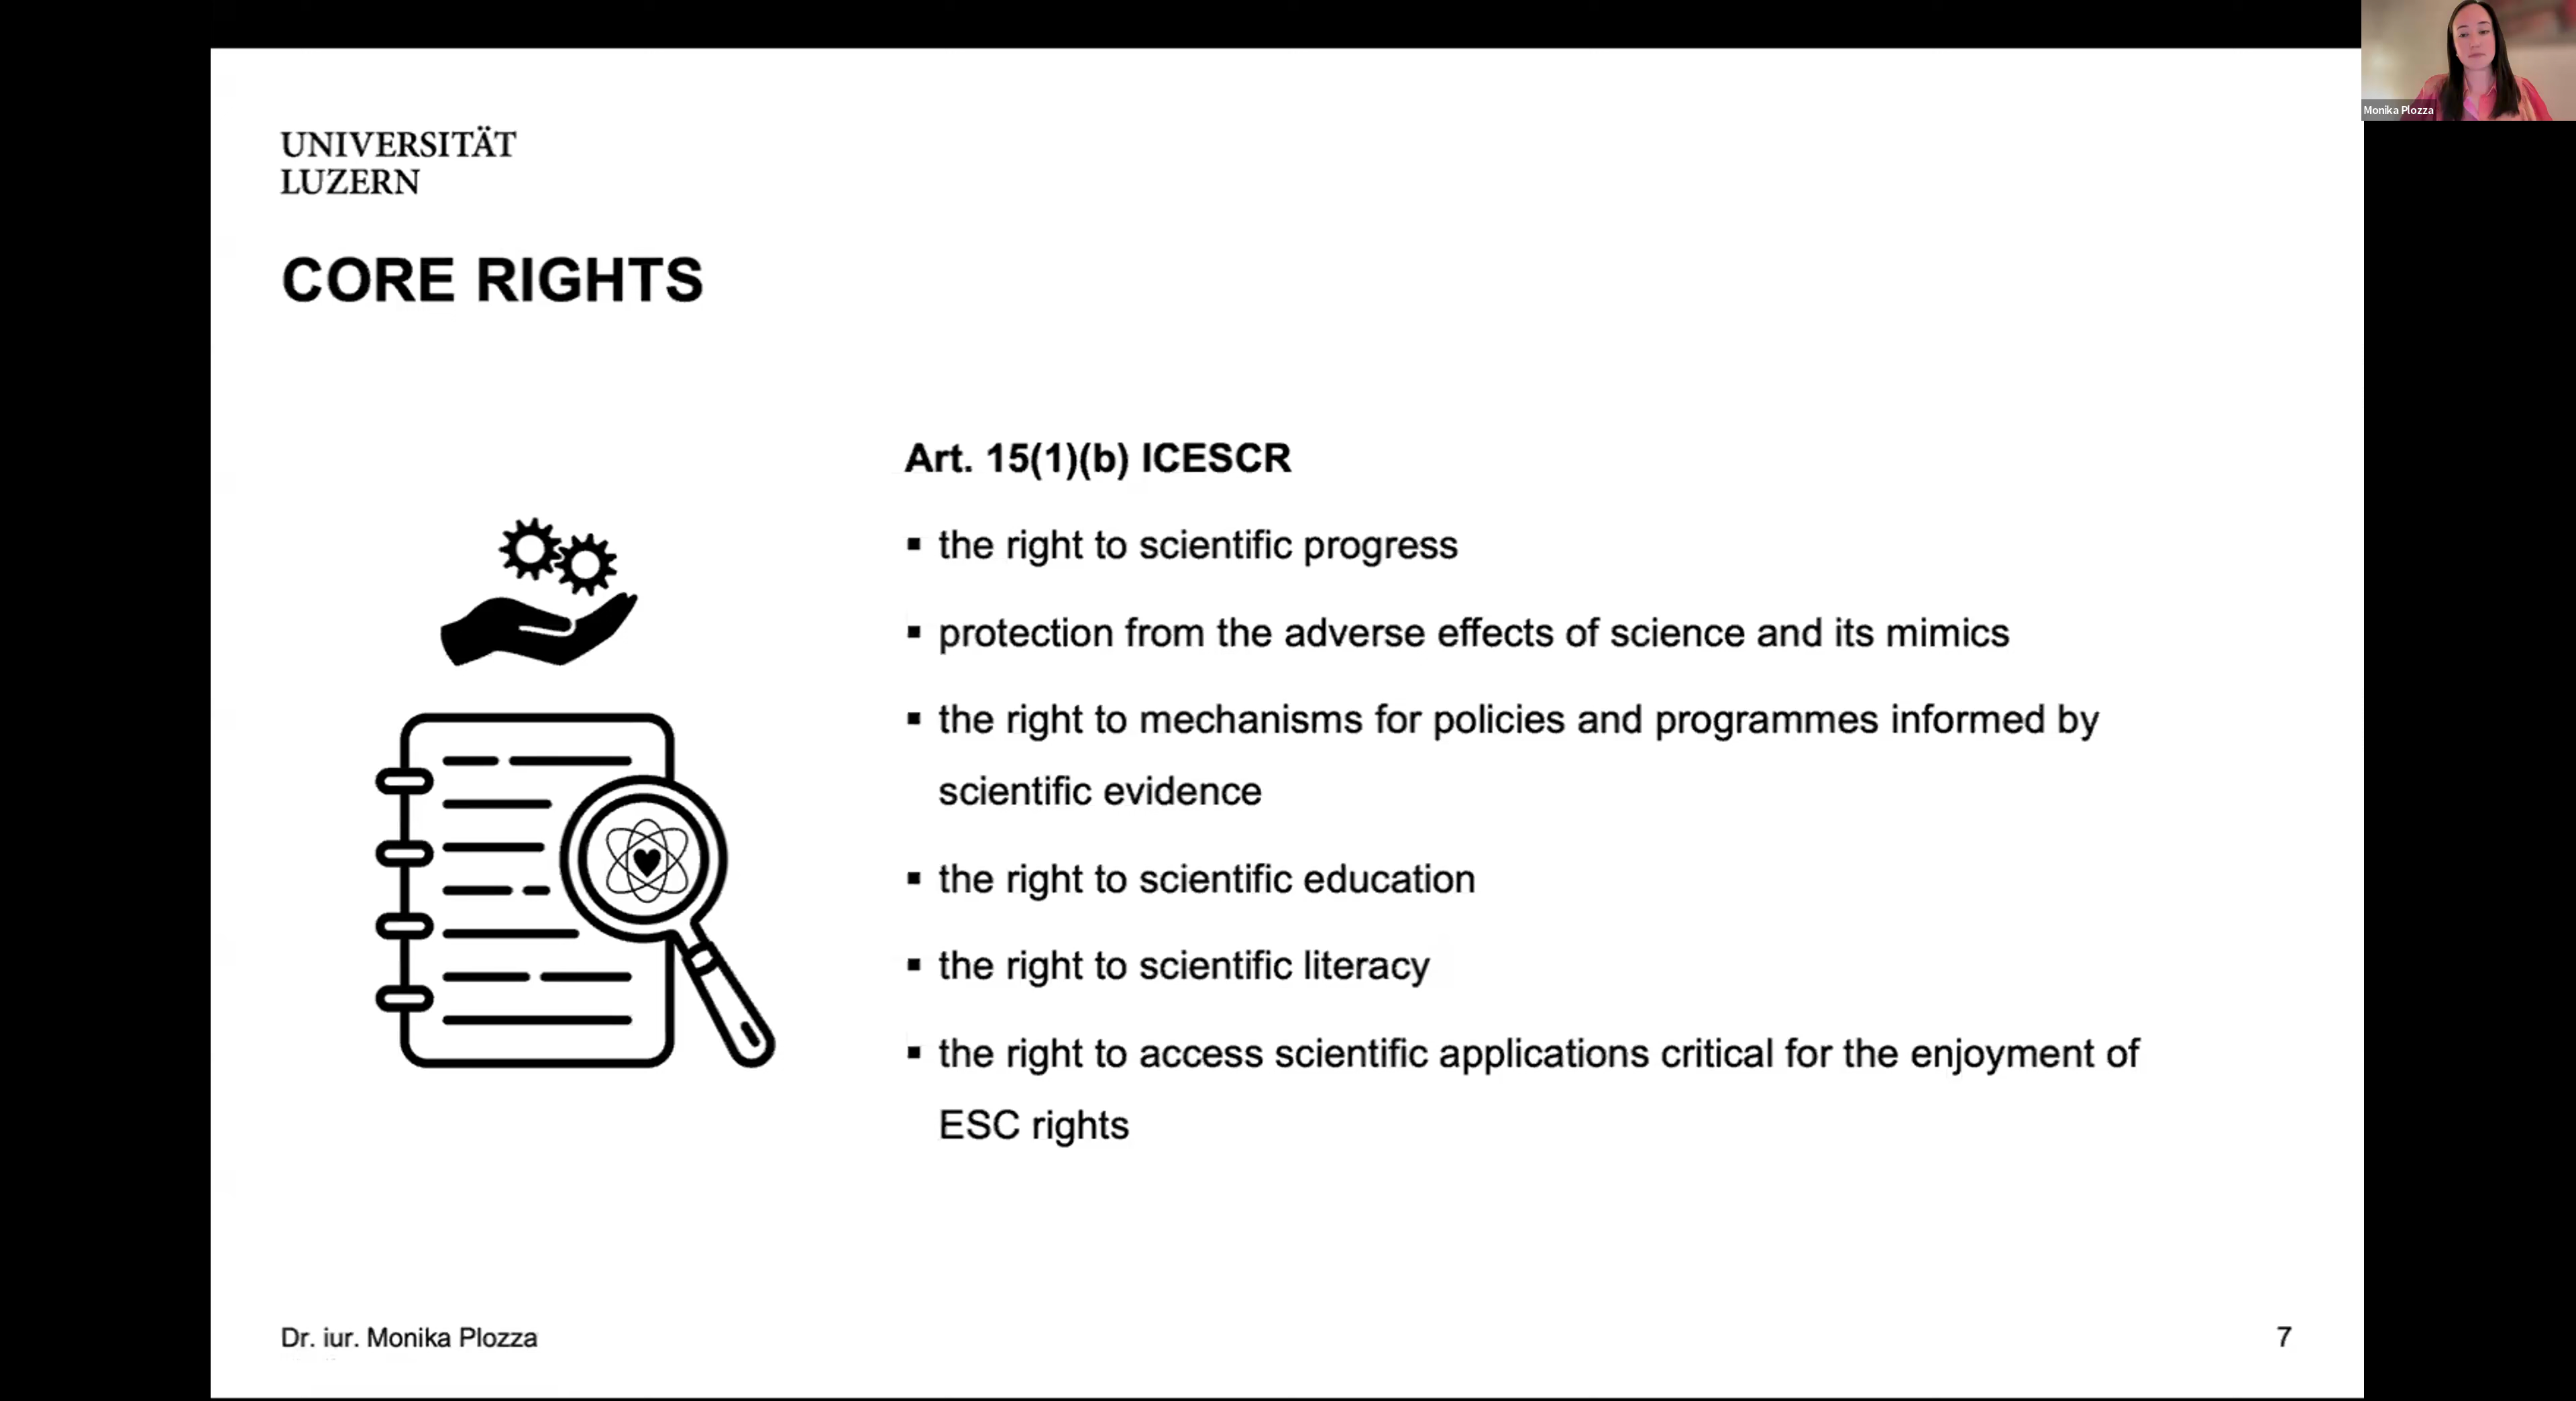 Monika Plozza
UNIVERSITÄT
LUZERN
CORE RIGHTS
Art. 15(1)(b) ICESCR
▪ the right to scientific progress
▪ protection from the adverse effects of science and its mimics
▪ the right to mechanisms for policies and programmes informed by
scientific evidence
▪ the right to scientific education
▪ the right to scientific literacy
▪ the right to access scientific applications critical for the enjoyment of
ESC rights
Dr. iur. Monika Plozza
7